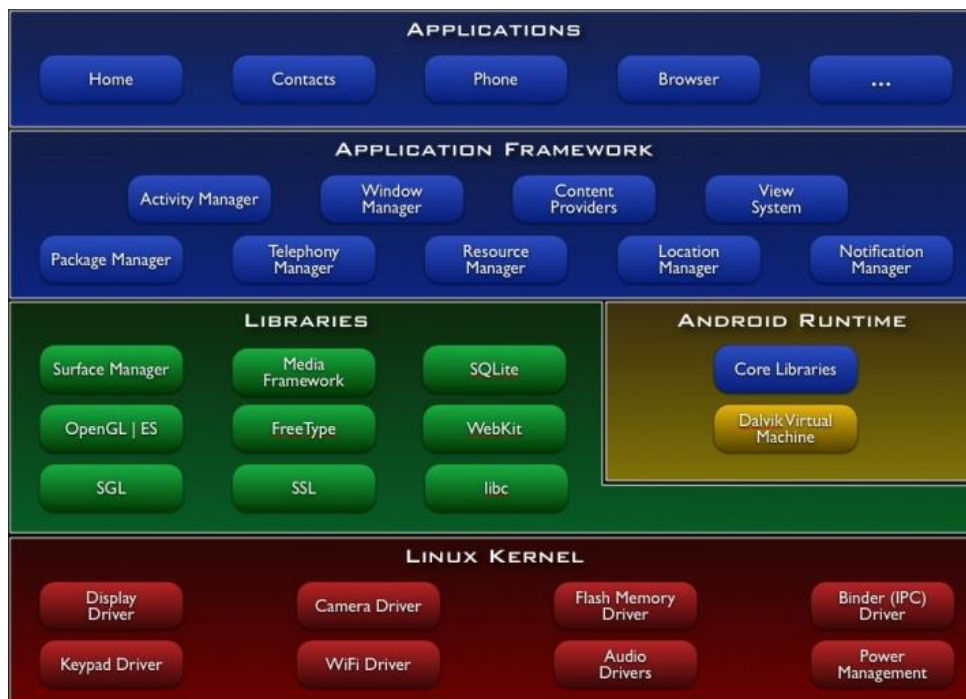 APPLICATIONS
Home
Contacts
Phone
Browser
...
APPLICATION FRAMEWORK
Activity Manager
Window
Manager
Content
Providers
View
System
Package Manager
Telephony
Manager
Resource
Manager
Location
Manager
Notification
Manager
LIBRARIES
Surface Manager
Media
Framework
SQLite
OpenGL | ES
FreeType
WebKit
SGL
SSL
libc
ANDROID RUNTIME
Core Libraries
Dalvik Virtual
Machine
LINUX KERNEL
Display
Driver
Camera Driver
Flash Memory
Driver
Binder (IPC)
Driver
Keypad Driver
WiFi Driver
Audio
Drivers
Power
Management